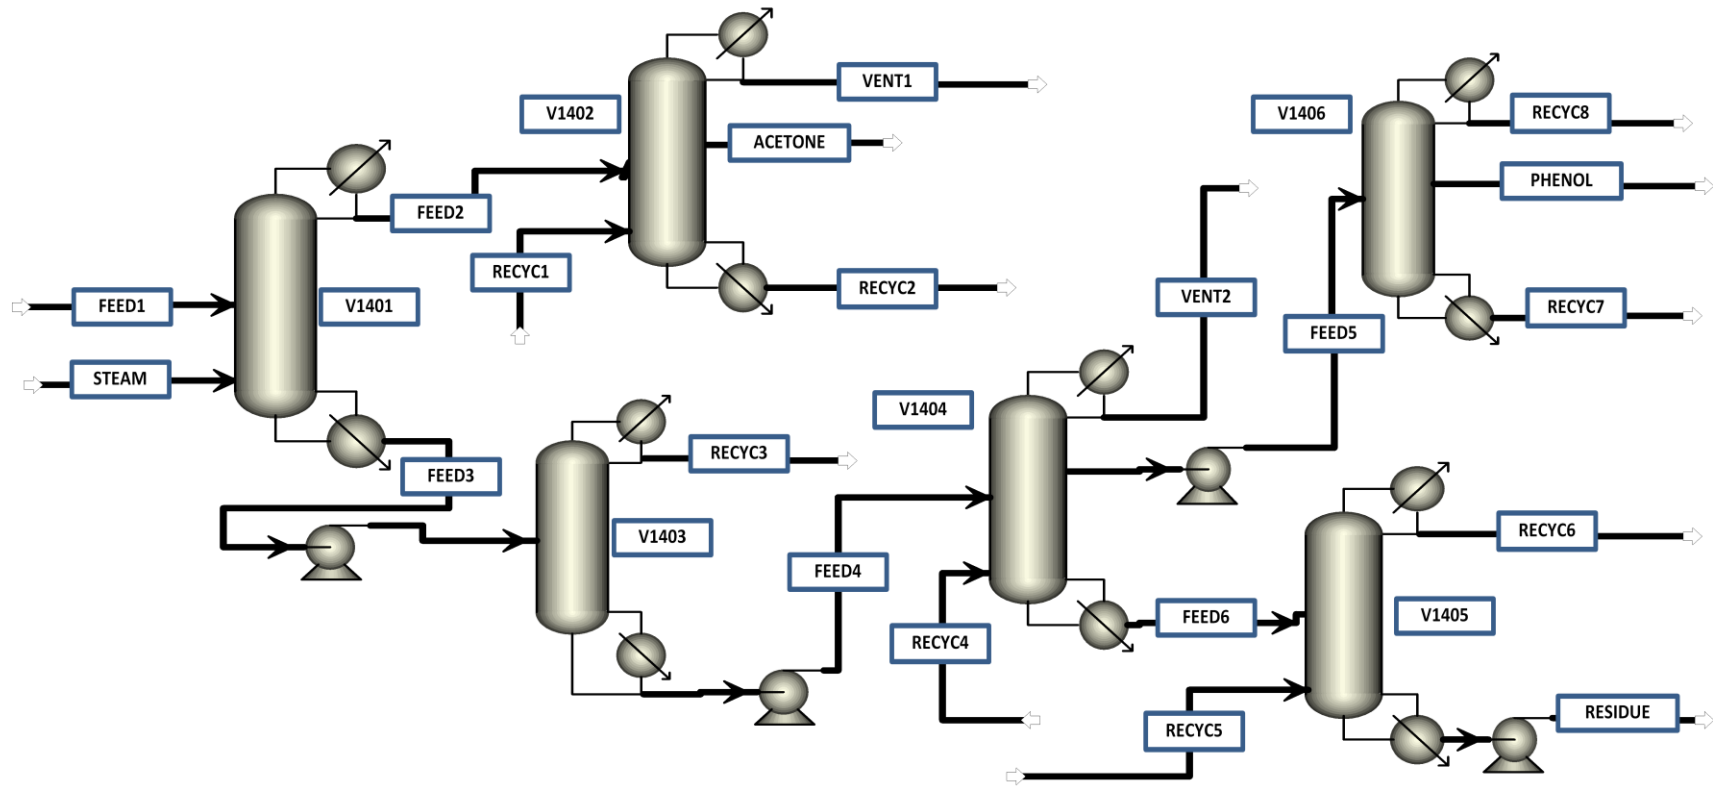 VENT1
V1402
ACETONE
V1406
RECYC8
PHENOL
FEED2
RECYC1
RECYC2
VENT2
FEED1
V1401
RECYC7
FEED5
STEAM
V1404
RECYC3
FEED3
V1403
RECYC6
FEED4
FEED6
V1405
RECYC4
RECYC5
RESIDUE